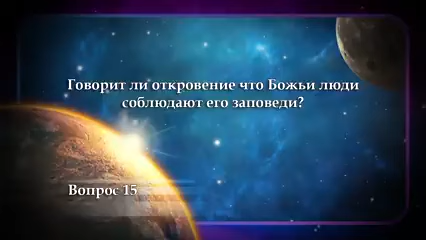 Говорит ли откровение что Божьи люди
соблюдают его заповеди?
Вопрос 15